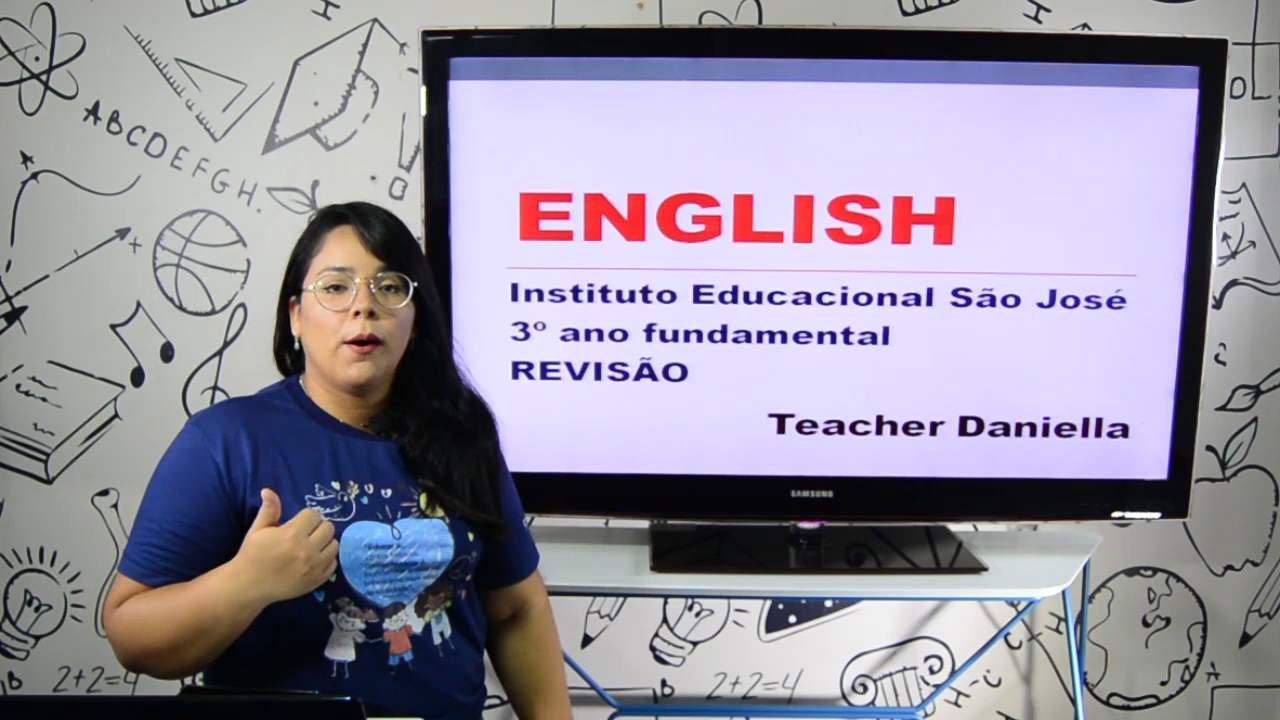 ABCDEFGH.
ENGLISH
Instituto Educacional São José
3º ano fundamental
REVISÃO
Teacher Daniella
SAMSUNG
2+2=4
2+2=4
H-C